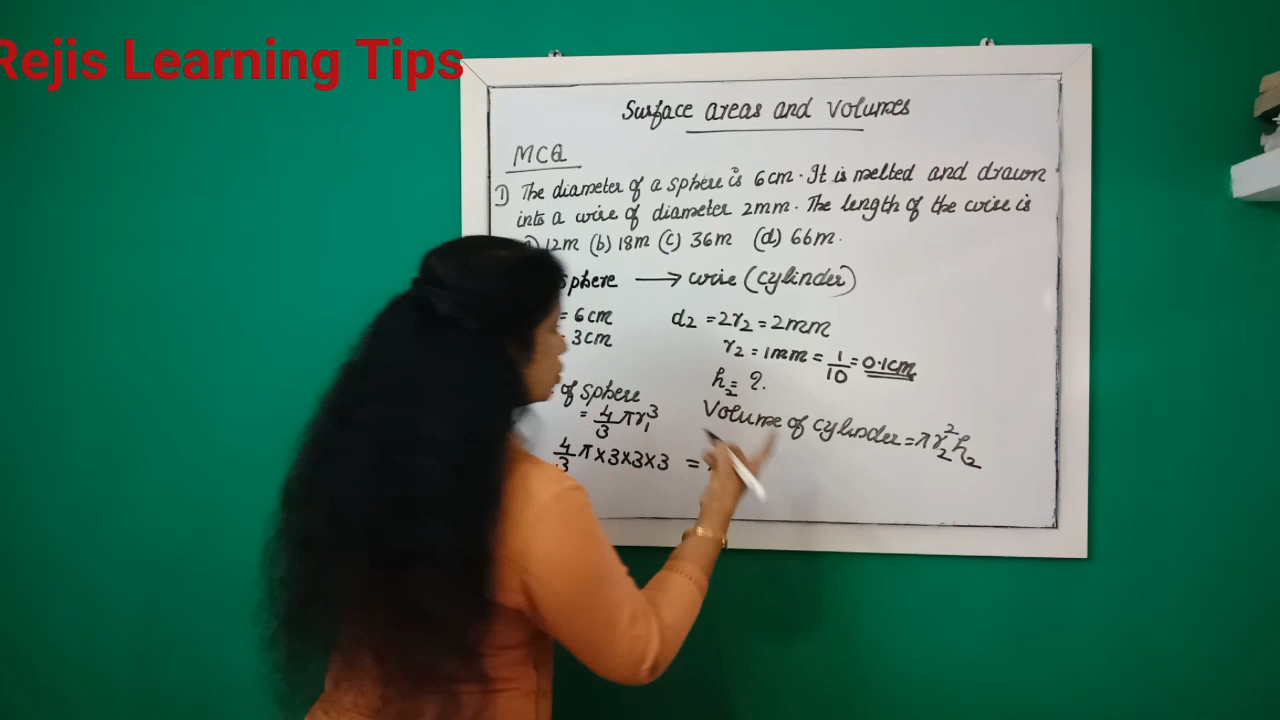 Rejis Learning Tips
Surface areas and Volumes
MCQ
1) The diameter of a sphere is 6cm. It is melted and drawn
into a wire of diameter 2mm. The length of the wire is
12m (b) 18m (c) 36m (d) 66m.
sphere → wire (cylinder)
= 6cm d₂ = 2r₂ = 2mm
3cm r₂ = 1mm = 1/10 = 0.1cm
h₂ = ?
of sphere Volume of cylinder = πr₂²h₂
= 4/3 πr₁³
4/3 π × 3 × 3 × 3 =